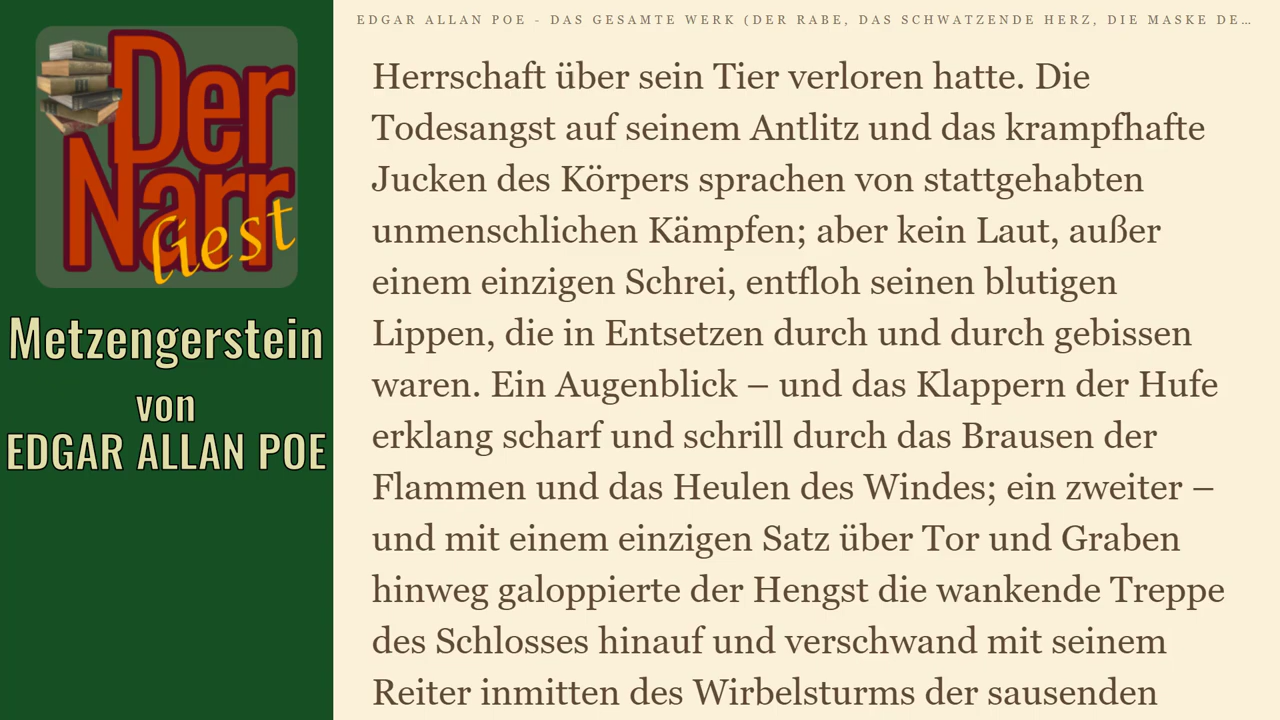 Der
Narr
liest
Metzengerstein
von
EDGAR ALLAN POE
EDGAR ALLAN POE - DAS GESAMTE WERK (DER RABE, DAS SCHWATZENDE HERZ, DIE MASKE DE…
Herrschaft über sein Tier verloren hatte. Die
Todesangst auf seinem Antlitz und das krampfhafte
Jucken des Körpers sprachen von stattgehabten
unmenschlichen Kämpfen; aber kein Laut, außer
einem einzigen Schrei, entfloh seinen blutigen
Lippen, die in Entsetzen durch und durch gebissen
waren. Ein Augenblick – und das Klappern der Hufe
erklang scharf und schrill durch das Brausen der
Flammen und das Heulen des Windes; ein zweiter –
und mit einem einzigen Satz über Tor und Graben
hinweg galoppierte der Hengst die wankende Treppe
des Schlosses hinauf und verschwand mit seinem
Reiter inmitten des Wirbelsturms der sausenden